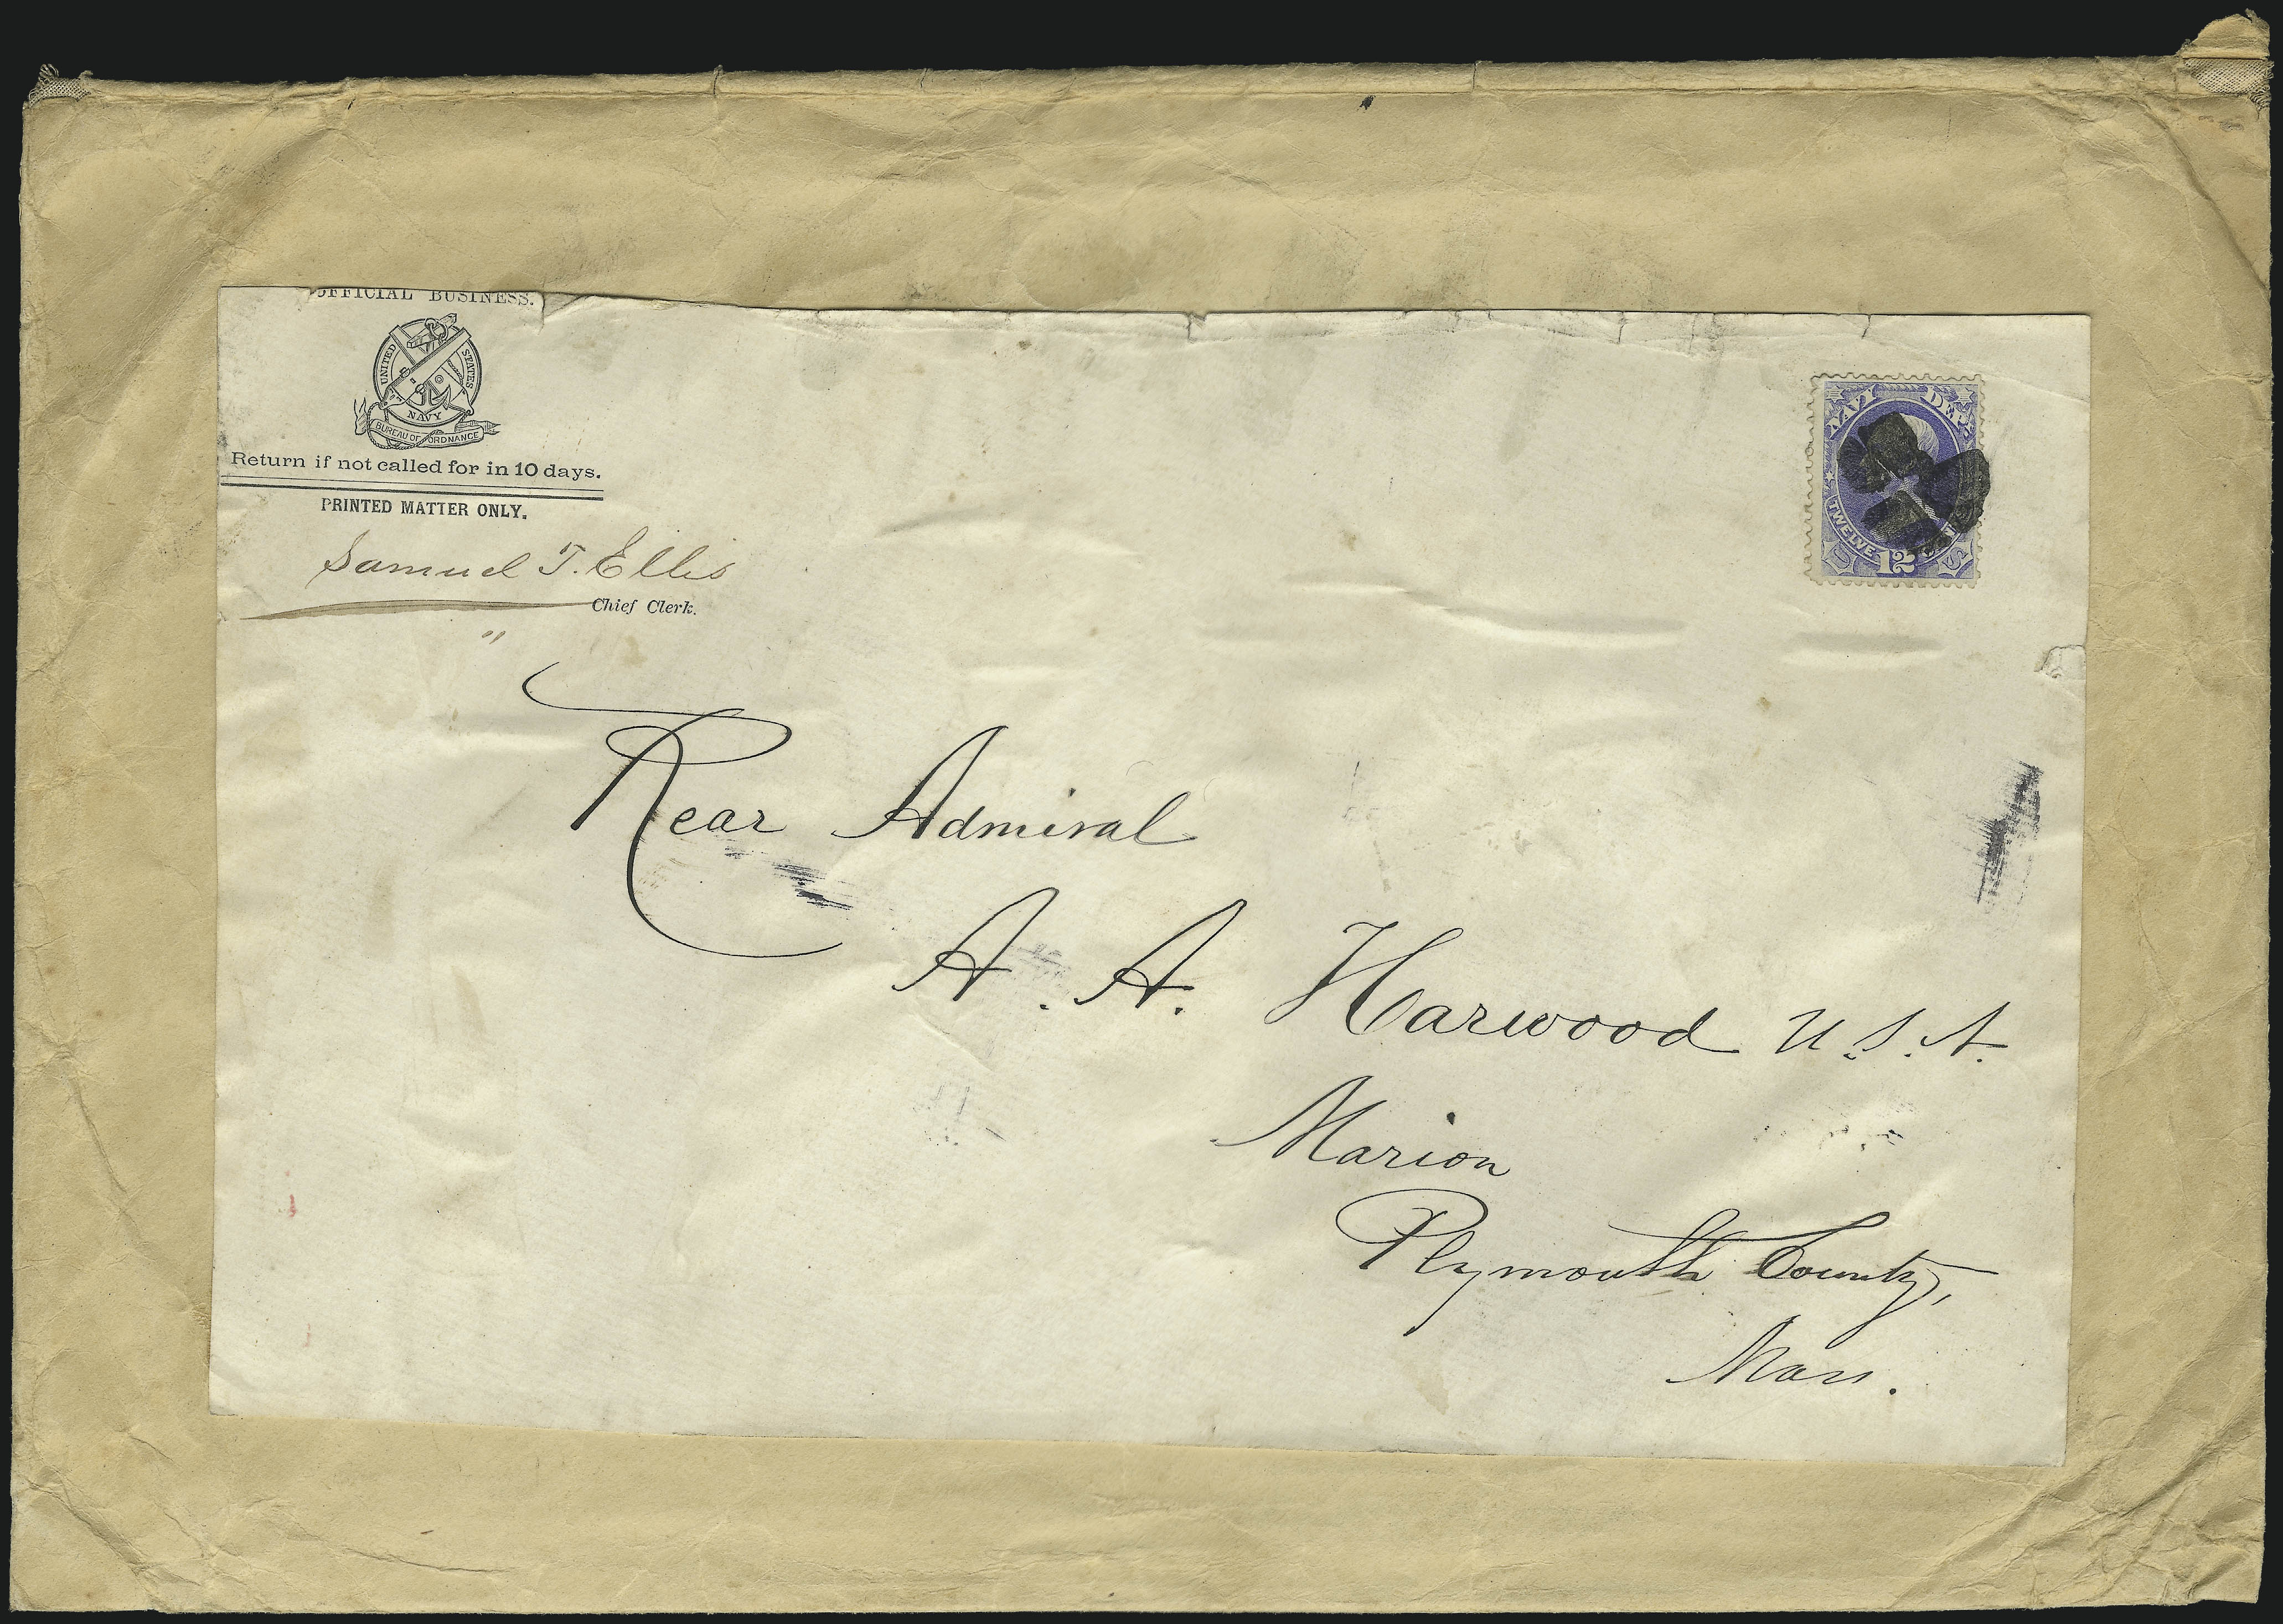 OFFICIAL BUSINESS.
UNITED STATES
NAVY
BUREAU OF ORDNANCE
Return if not called for in 10 days.
PRINTED MATTER ONLY.
Samuel T. Ellis
Chief Clerk.
"
NAVY DEPT
TWELVE
U 12 S
Rear Admiral
A. A. Harwood U.S.N.
Marion
Plymouth County,
Mass.